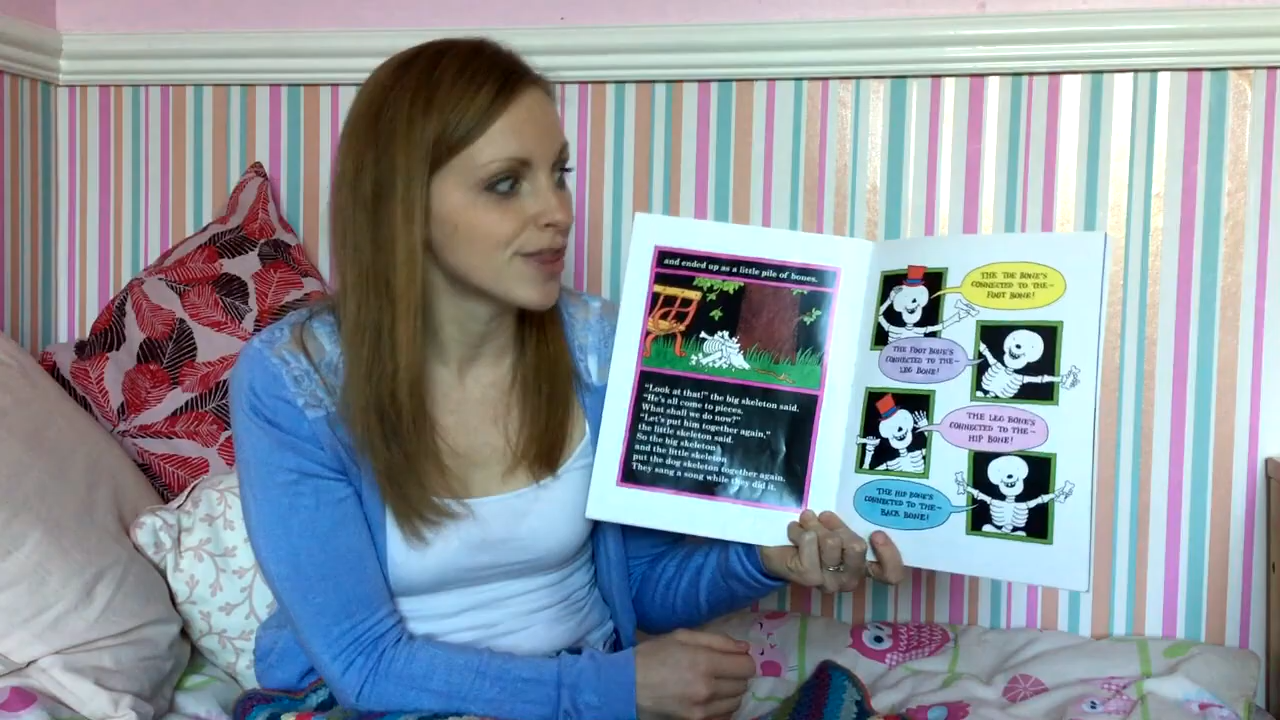 and ended up as a little pile of bones.
"Look at that!" the big skeleton said.
"He's all come to pieces.
What shall we do now?"
"Let's put him together again,"
the little skeleton said.
So the big skeleton
and the little skeleton
put the dog skeleton together again.
They sang a song while they did it.
THE TOE BONE'S
CONNECTED TO THE-
FOOT BONE!
THE FOOT BONE'S
CONNECTED TO THE-
LEG BONE!
THE LEG BONE'S
CONNECTED TO THE-
HIP BONE!
THE HIP BONE'S
CONNECTED TO THE-
BACK BONE!